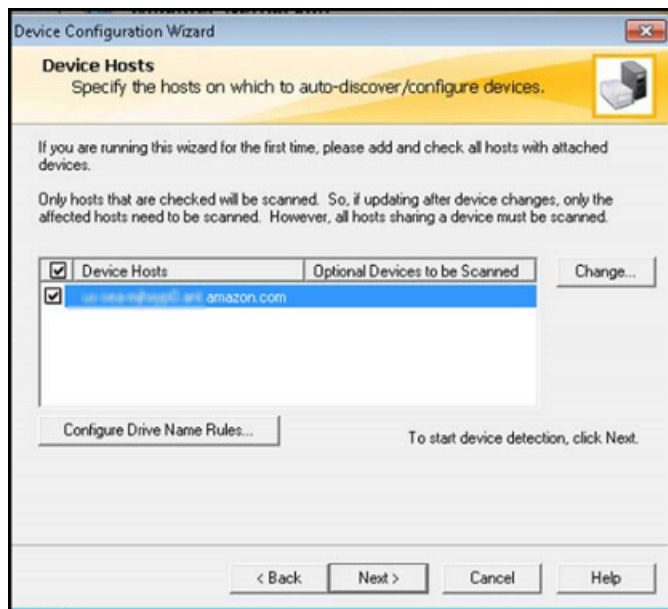 Device Configuration Wizard
Device Hosts
Specify the hosts on which to auto-discover/configure devices.
If you are running this wizard for the first time, please add and check all hosts with attached
devices.
Only hosts that are checked will be scanned. So, if updating after device changes, only the
affected hosts need to be scanned. However, all hosts sharing a device must be scanned.
Device Hosts Optional Devices to be Scanned Change...
amazon.com
Configure Drive Name Rules... To start device detection, click Next.
< Back Next > Cancel Help